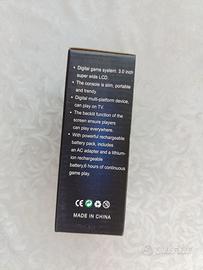 • Digital game system 3.0 inch
super wide LCD.
• The console is slim, portable
and trendy
• Digital multi-platform device,
can play on TV.
• The backlit function of the
screen ensure players
can play everywhere.
• With powerful rechargeable
battery pack, includes
an AC adapter and a lithium-
ion rechargeable
battery,6 hours of continuous
game play.
CE
MADE IN CHINA